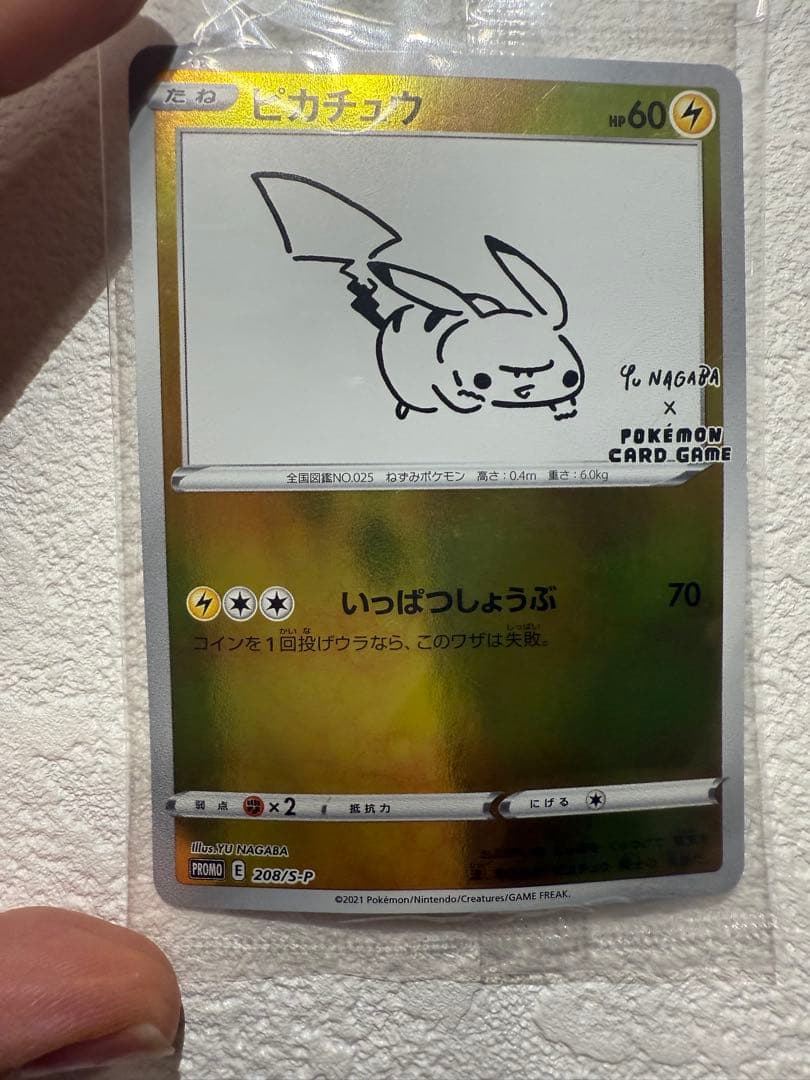 たね ピカチュウ HP60
Yu NAGABA
×
POKÉMON
CARD GAME
全国図鑑NO.025 ねずみポケモン 高さ:0.4m 重さ:6.0kg
いっぱつしょうぶ 70
コインを1回投げウラなら、このワザは失敗。
弱点 ×2 抵抗力 にげる
Illus.YU NAGABA
PROMO E 208/S-P
©2021 Pokémon/Nintendo/Creatures/GAME FREAK.